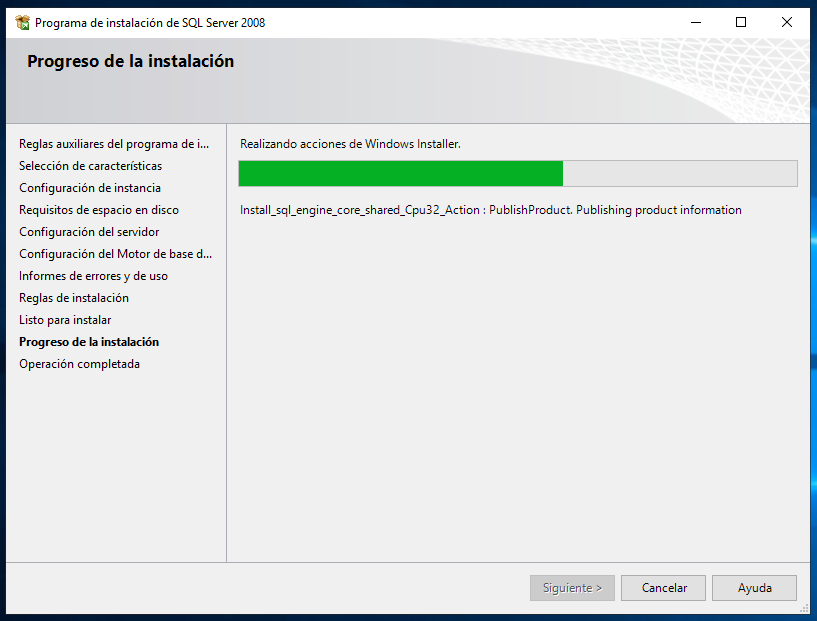 Programa de instalación de SQL Server 2008
Progreso de la instalación
Reglas auxiliares del programa de i...
Selección de características
Configuración de instancia
Requisitos de espacio en disco
Configuración del servidor
Configuración del Motor de base d...
Informes de errores y de uso
Reglas de instalación
Listo para instalar
Progreso de la instalación
Operación completada
Realizando acciones de Windows Installer.
Install_sql_engine_core_shared_Cpu32_Action : PublishProduct. Publishing product information
Siguiente >
Cancelar
Ayuda